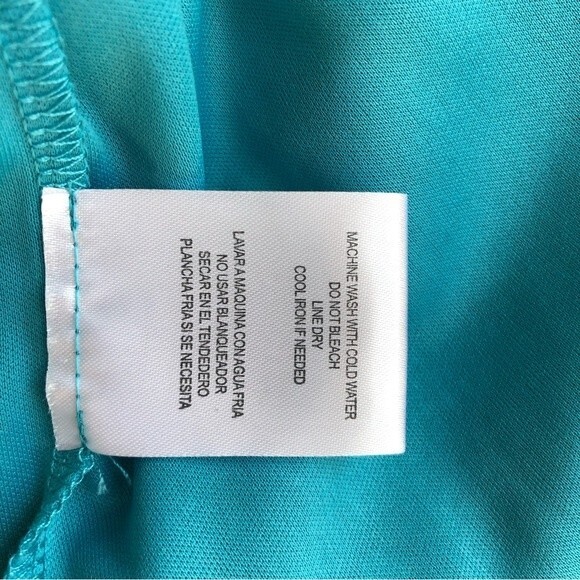 MACHINE WASH WITH COLD WATER
DO NOT BLEACH
LINE DRY
COOL IRON IF NEEDED
LAVAR A MAQUINA CON AGUA FRIA
NO USAR BLANQUEADOR
SECAR EN EL TENDEDERO
PLANCHA FRIA SI SE NECESITA